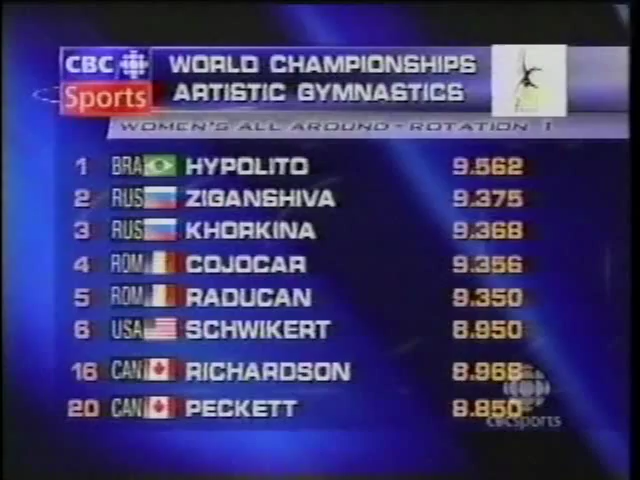 CBC
Sports
WORLD CHAMPIONSHIPS
ARTISTIC GYMNASTICS
WOMEN'S ALL AROUND - ROTATION 1
1 BRA HYPOLITO 9.562
2 RUS ZIGANSHIVA 9.375
3 RUS KHORKINA 9.368
4 ROM COJOCAR 9.356
5 ROM RADUCAN 9.350
6 USA SCHWIKERT 8.950
16 CAN RICHARDSON 8.968
20 CAN PECKETT 8.850
cbcsports